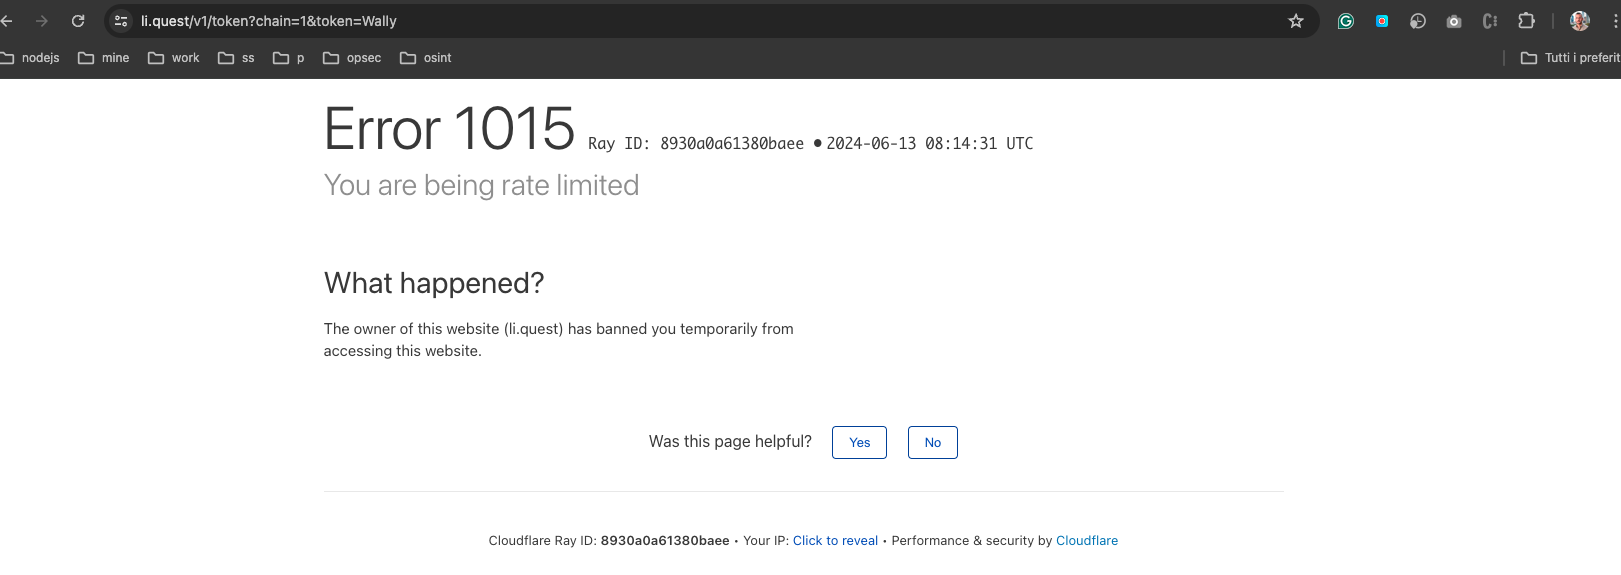 li.quest/v1/token?chain=1&token=Wally
nodejs mine work ss p opsec osint Tutti i preferit
Error 1015 Ray ID: 8930a0a61380baee • 2024-06-13 08:14:31 UTC
You are being rate limited
What happened?
The owner of this website (li.quest) has banned you temporarily from
accessing this website.
Was this page helpful? Yes No
Cloudflare Ray ID: 8930a0a61380baee • Your IP: Click to reveal • Performance & security by Cloudflare